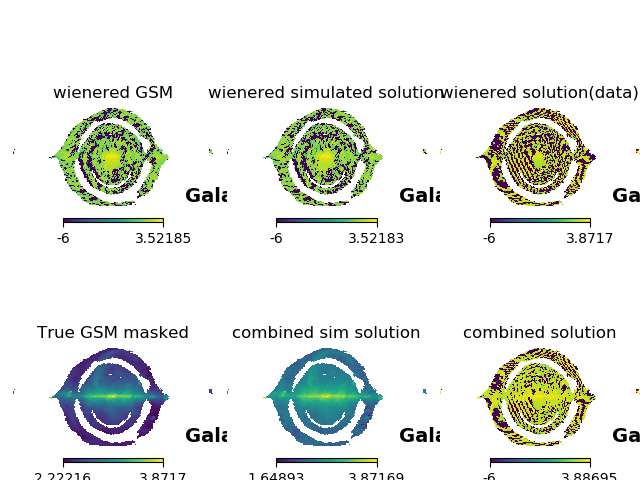 wienered GSM
wienered simulated solution
wienered solution(data)
Gala
Gala
Ga
-6 3.52185
-6 3.52183
-6 3.8717
True GSM masked
combined sim solution
combined solution
Gala
Gala
Ga
2.22216 3.8717
1.64893 3.87169
-6 3.88695